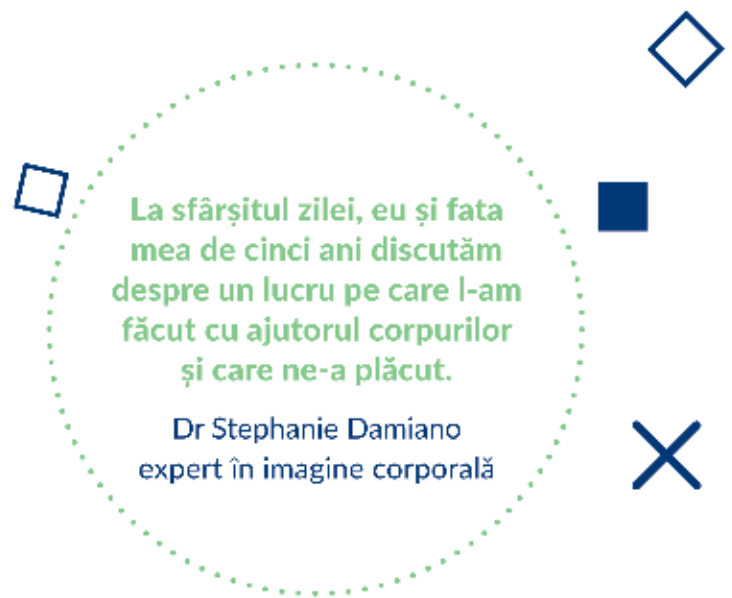 La sfârșitul zilei, eu și fata
mea de cinci ani discutăm
despre un lucru pe care l-am
făcut cu ajutorul corpurilor
și care ne-a plăcut.
Dr Stephanie Damiano
expert în imagine corporală